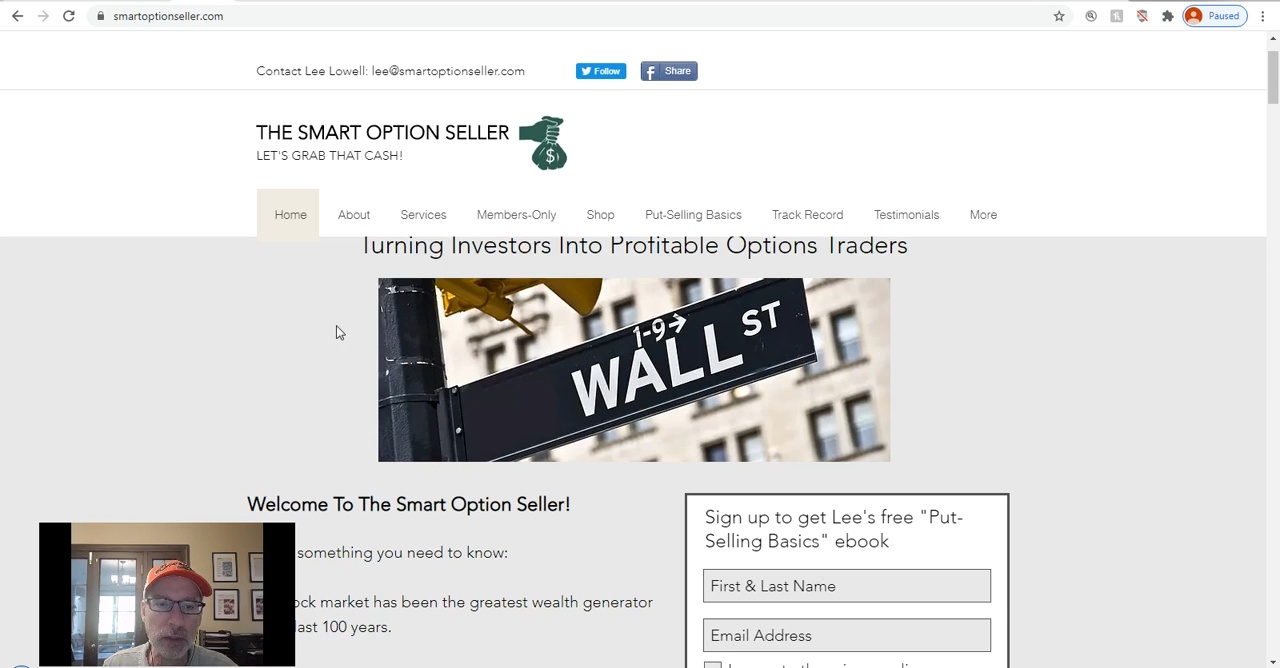 smartoptionseller.com
Paused
Contact Lee Lowell: lee@smartoptionseller.com
Follow
Share
THE SMART OPTION SELLER
LET'S GRAB THAT CASH!
$
Home About Services Members-Only Shop Put-Selling Basics Track Record Testimonials More
Turning Investors Into Profitable Options Traders
1-9→
WALL ST
Welcome To The Smart Option Seller!
something you need to know:
ock market has been the greatest wealth generator
last 100 years.
Sign up to get Lee's free "Put-
Selling Basics" ebook
First & Last Name
Email Address